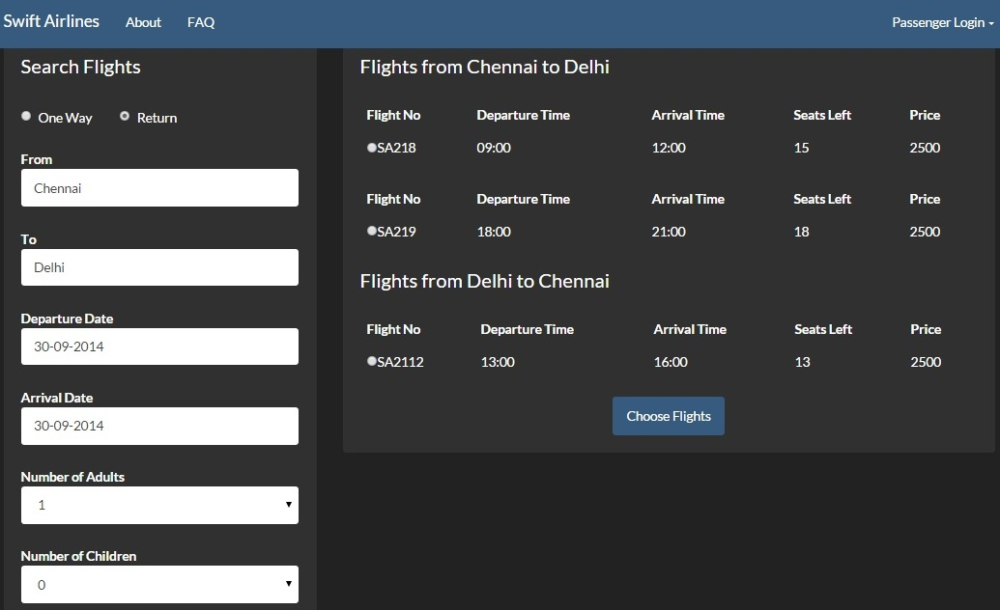 Swift Airlines About FAQ Passenger Login
Search Flights
One Way Return
From
Chennai
To
Delhi
Departure Date
30-09-2014
Arrival Date
30-09-2014
Number of Adults
1
Number of Children
0
Flights from Chennai to Delhi
Flight No Departure Time Arrival Time Seats Left Price
SA218 09:00 12:00 15 2500
Flight No Departure Time Arrival Time Seats Left Price
SA219 18:00 21:00 18 2500
Flights from Delhi to Chennai
Flight No Departure Time Arrival Time Seats Left Price
SA2112 13:00 16:00 13 2500
Choose Flights